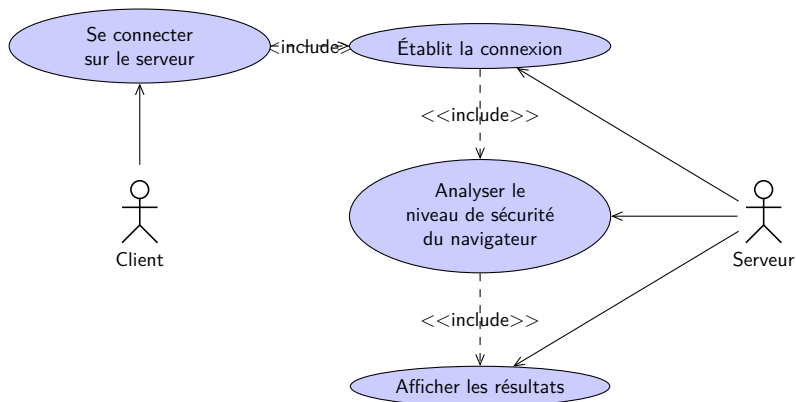 Se connecter
sur le serveur
<<include>>
Établit la connexion
<<include>>
Analyser le
niveau de sécurité
du navigateur
Client
Serveur
<<include>>
Afficher les résultats